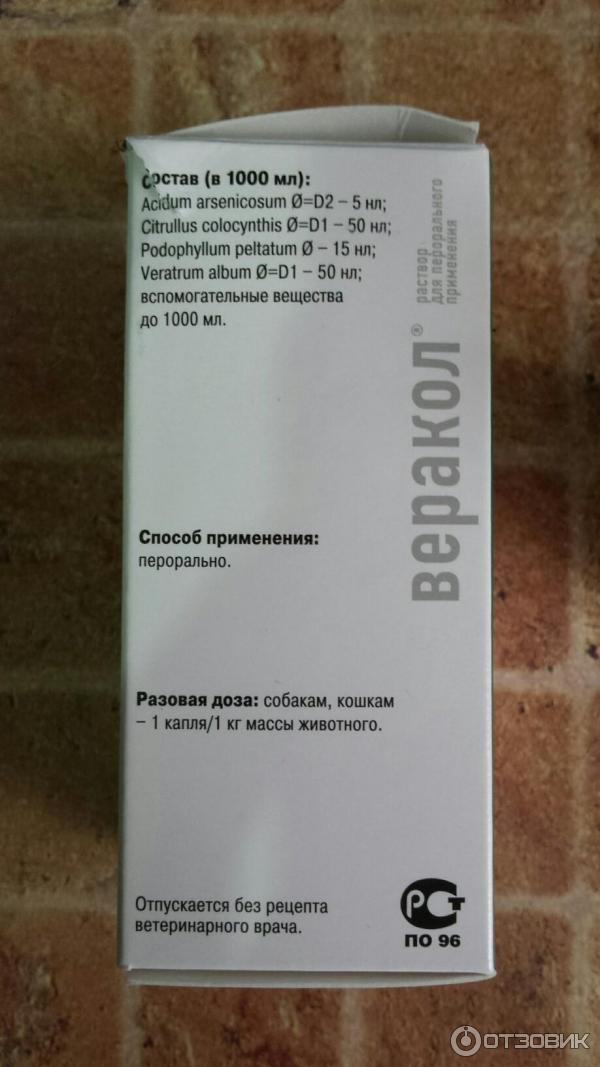 состав (в 1000 мл):
Acidum arsenicosum Ø=D2 – 5 нл;
Citrullus colocynthis Ø=D1 – 50 нл;
Podophyllum peltatum Ø – 15 нл;
Veratrum album Ø=D1 – 50 нл;
вспомогательные вещества
до 1000 мл.
Способ применения:
перорально.
Разовая доза: собакам, кошкам
– 1 капля/1 кг массы животного.
Отпускается без рецепта
ветеринарного врача.
веракол®
раствор
для перорального
применения
РСТ
ПО 96
ОТЗОВИК